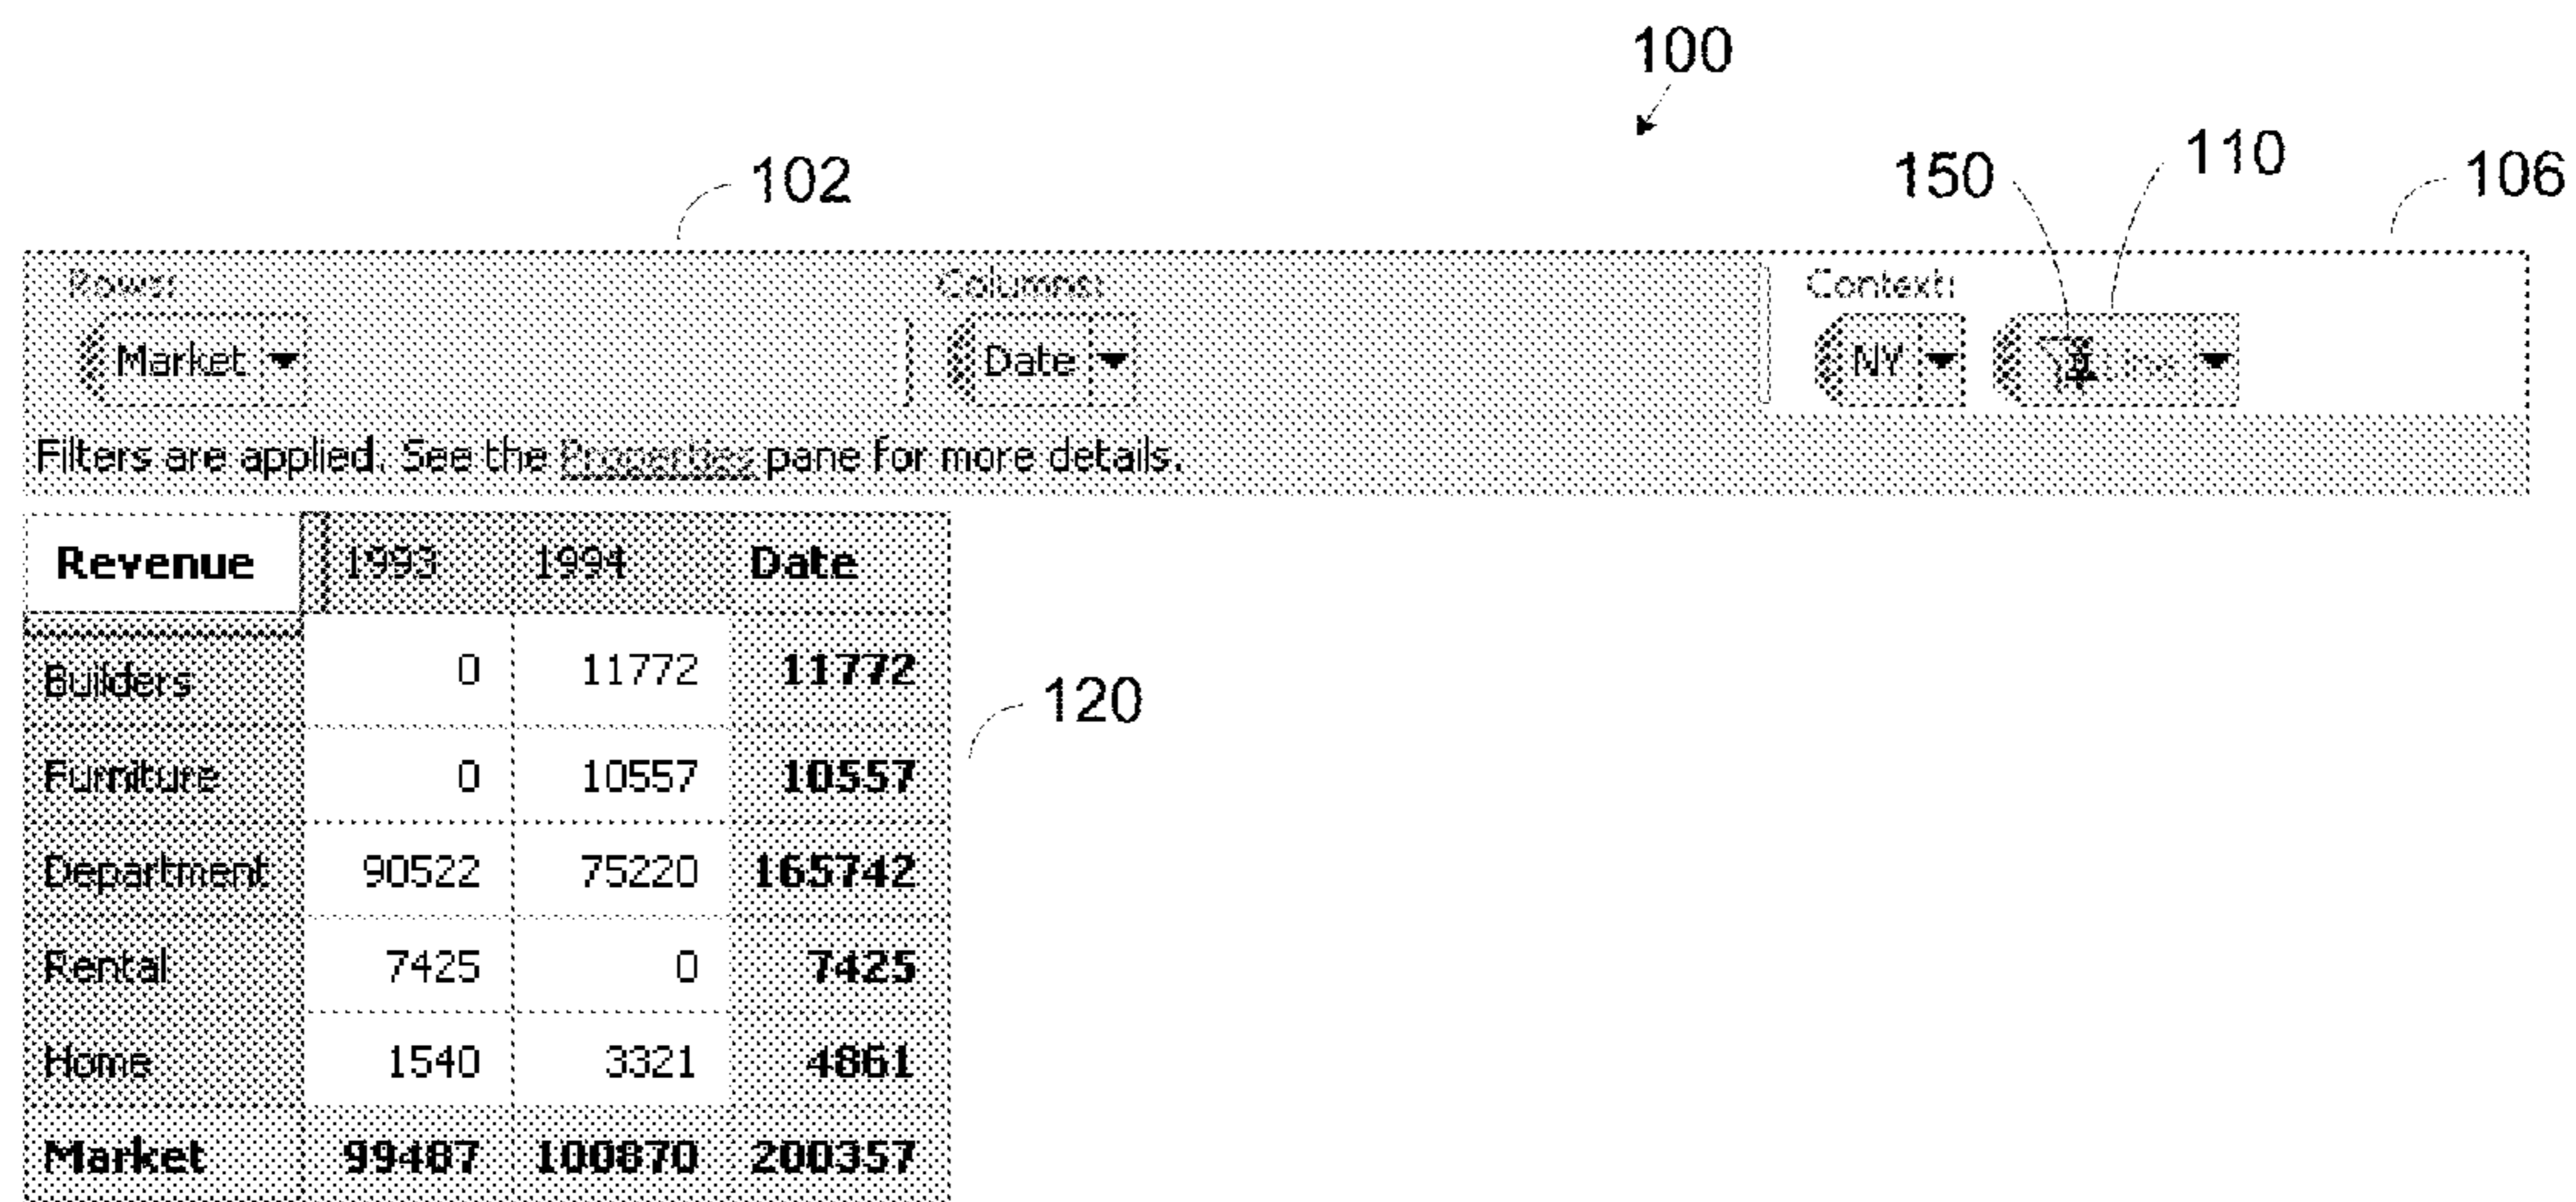 100
102 150 110 106
Rows: Columns: Context:
Market Date NY Line
Filters are applied. See the Properties pane for more details.
Revenue 1993 1994 Date
Builders 0 11772 11772
Furniture 0 10557 10557
120
Department 90522 75220 165742
Rental 7425 0 7425
Home 1540 3321 4861
Market 99487 100870 200357